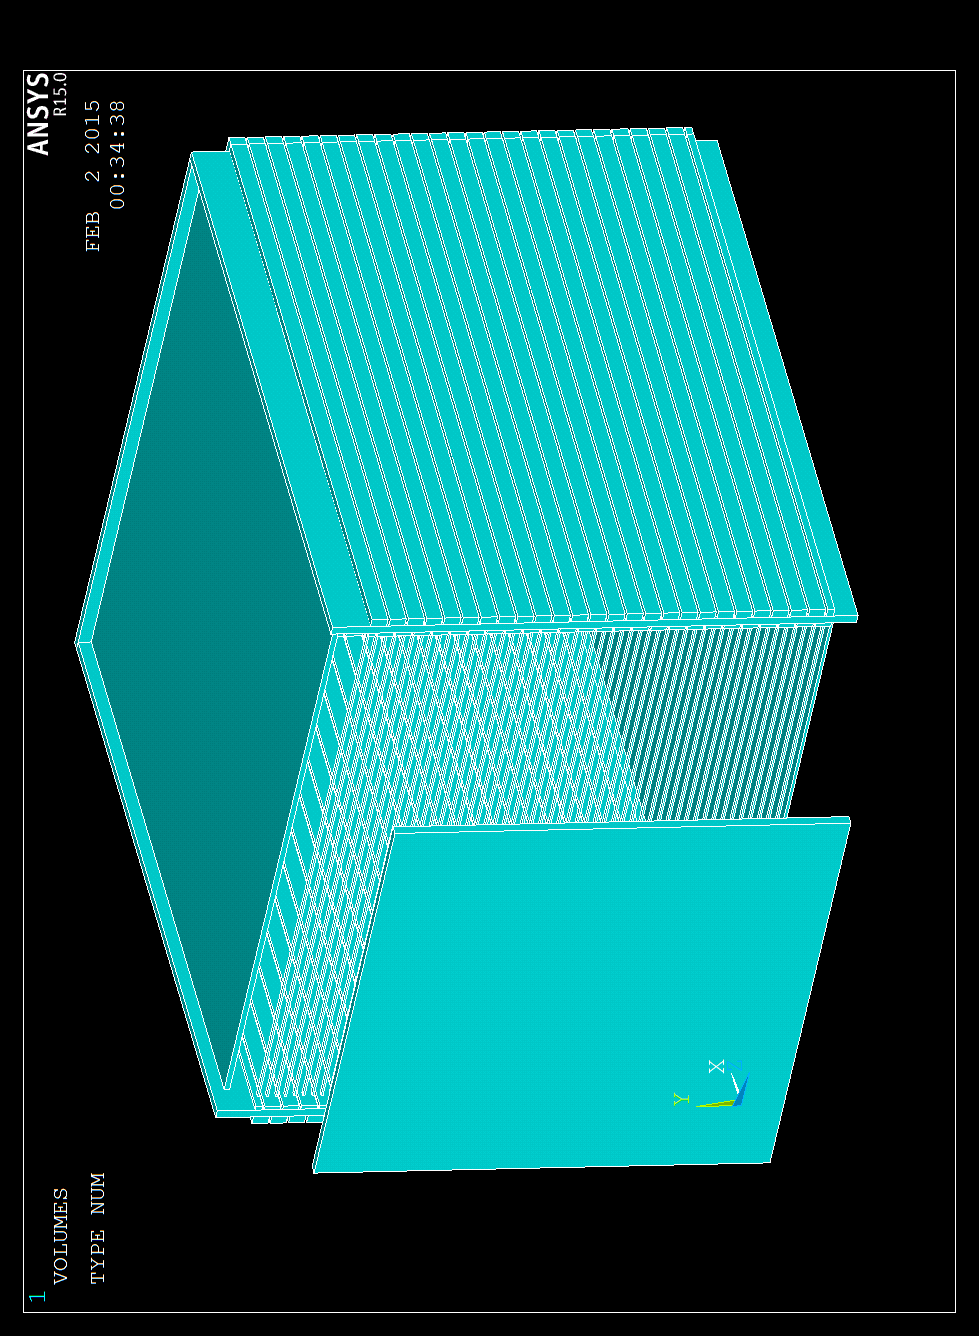 1
VOLUMES
TYPE NUM
ANSYS
R15.0
FEB 2 2015
00:34:38
X
Y